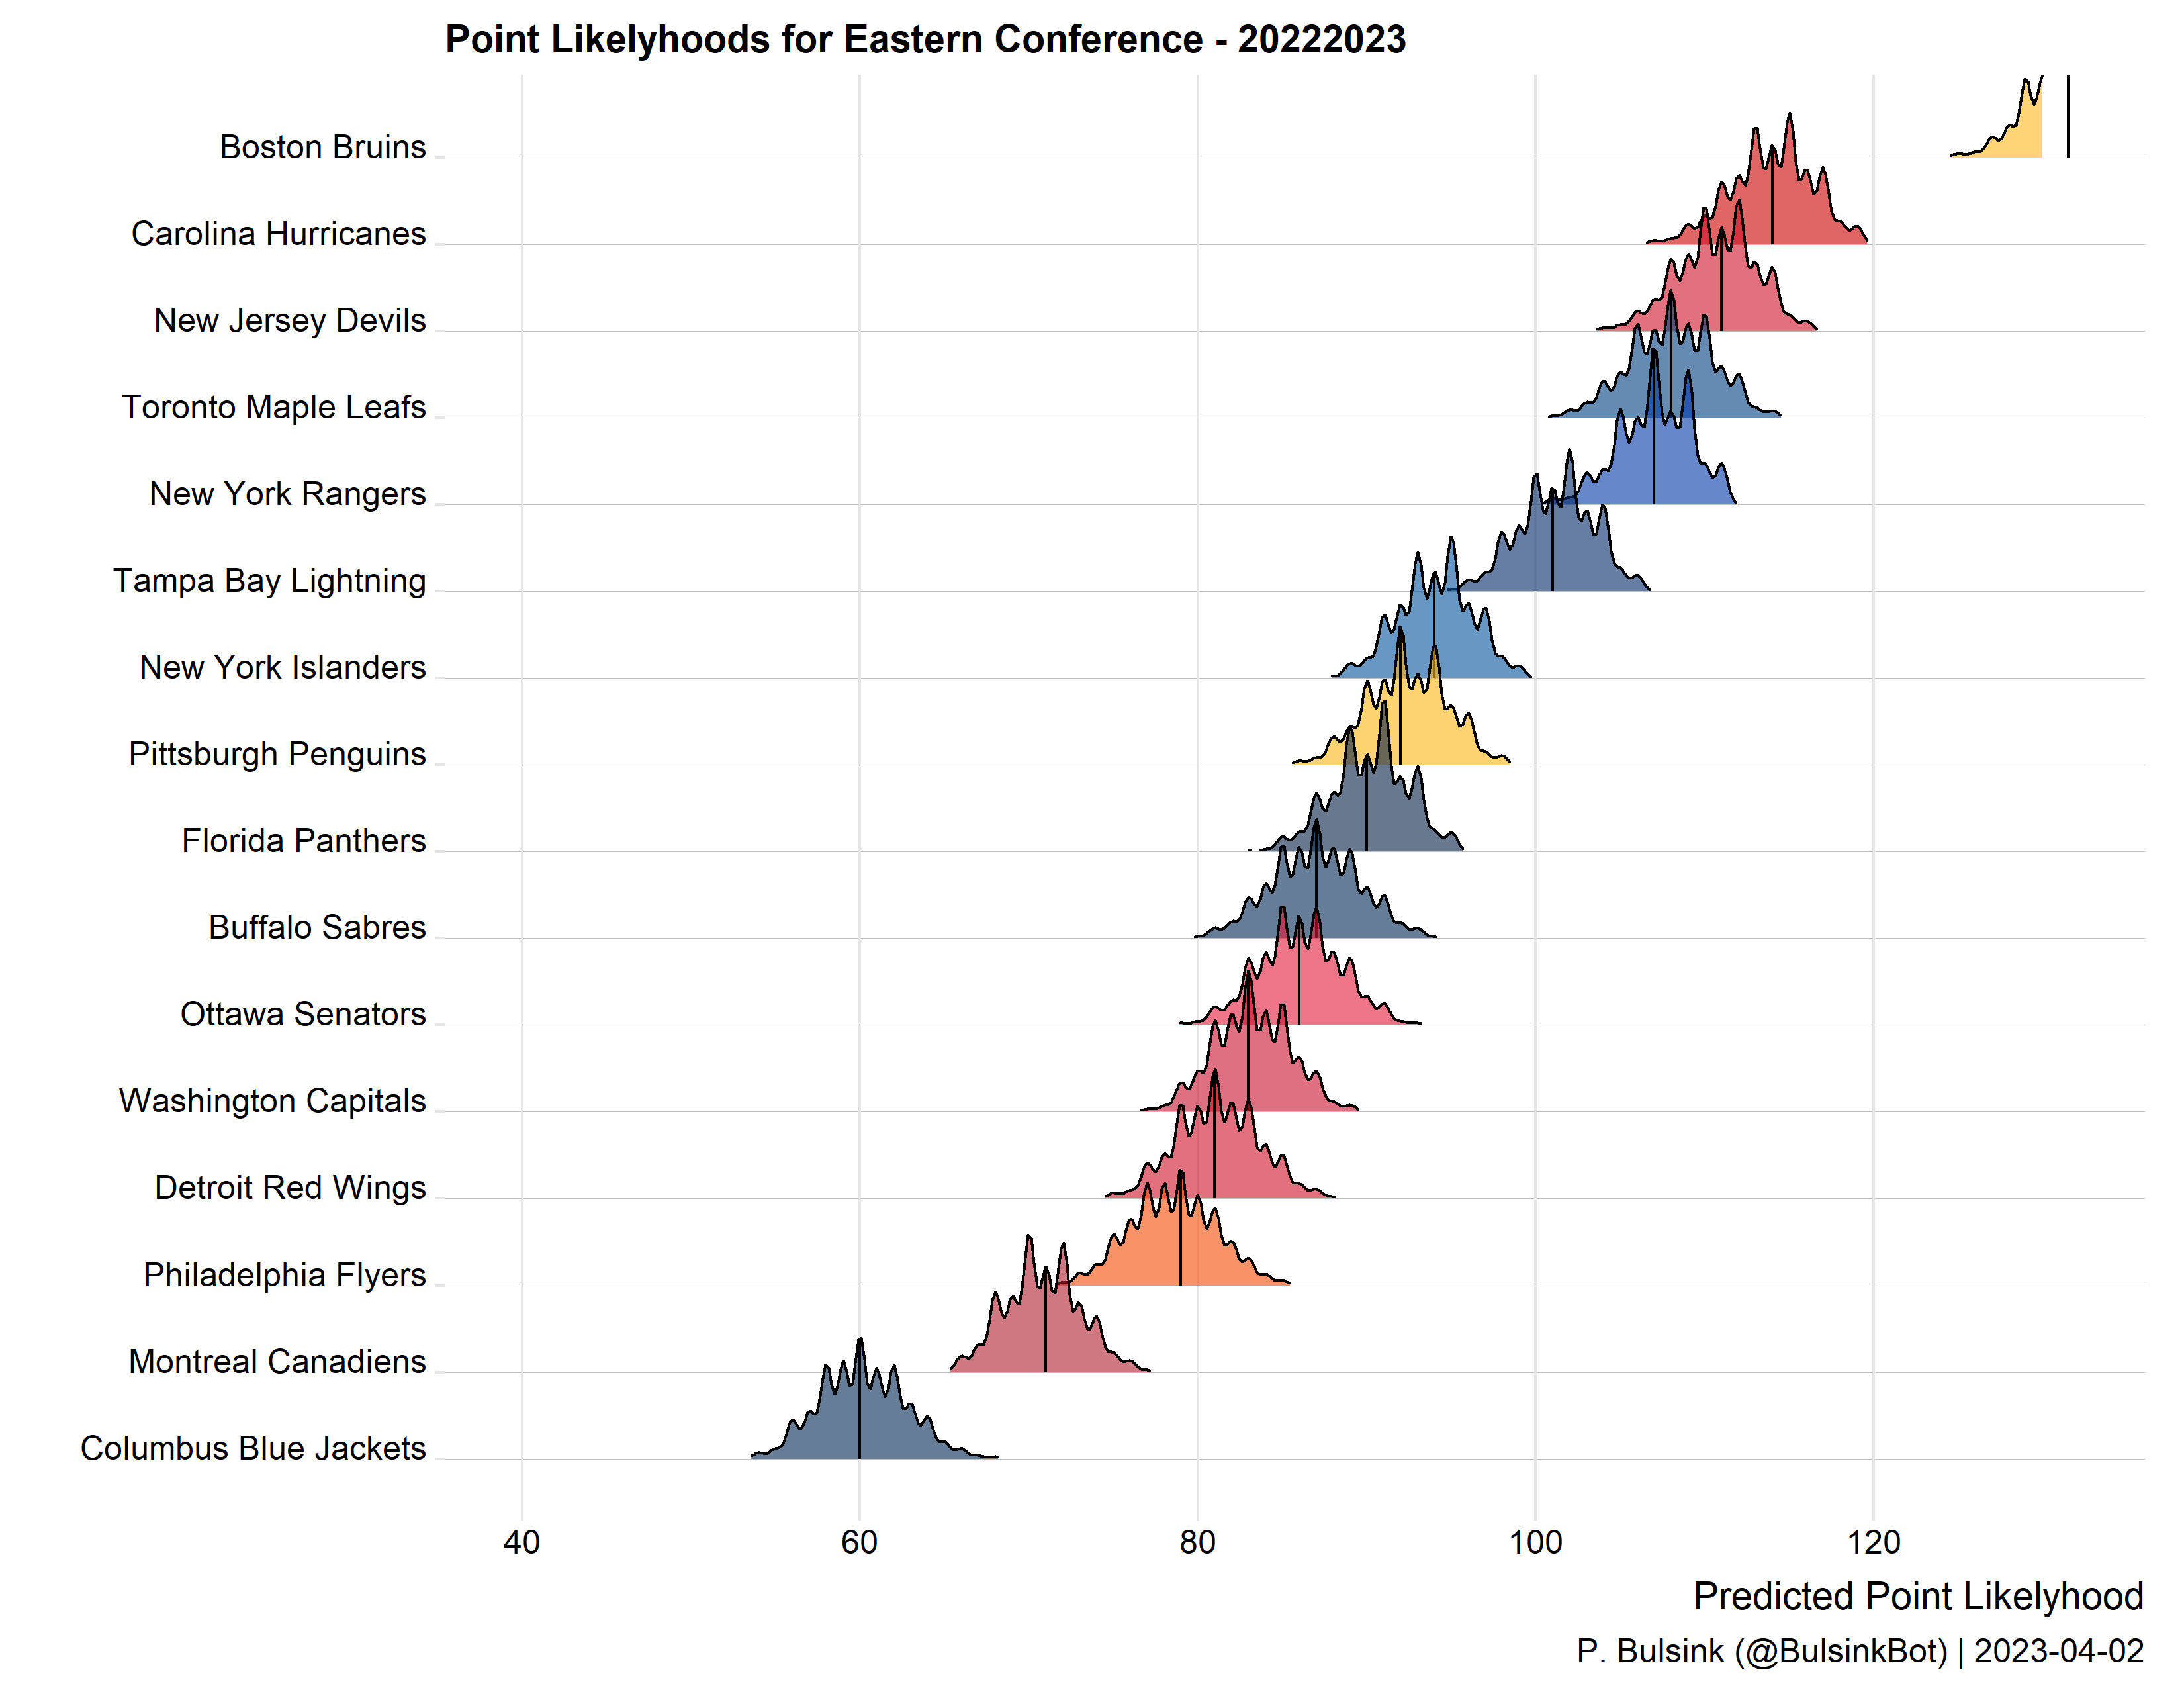 Point Likelyhoods for Eastern Conference - 20222023
Boston Bruins
Carolina Hurricanes
New Jersey Devils
Toronto Maple Leafs
New York Rangers
Tampa Bay Lightning
New York Islanders
Pittsburgh Penguins
Florida Panthers
Buffalo Sabres
Ottawa Senators
Washington Capitals
Detroit Red Wings
Philadelphia Flyers
Montreal Canadiens
Columbus Blue Jackets
40 60 80 100 120
Predicted Point Likelyhood
P. Bulsink (@BulsinkBot) | 2023-04-02